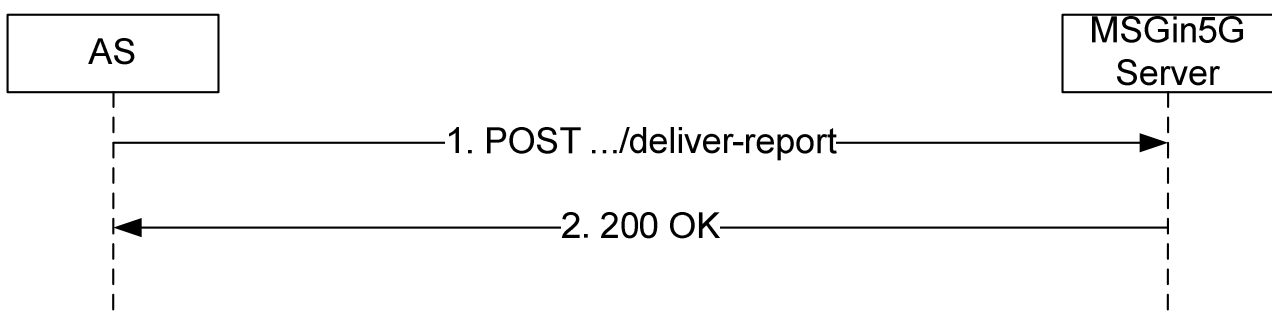 AS
MSGin5G
Server
1. POST .../deliver-report
2. 200 OK